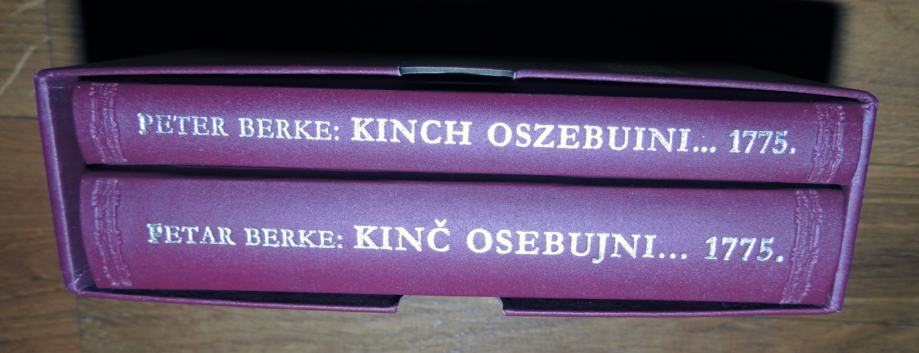 PETER BERKE: KINCH OSZEBUINI... 1775.
PETAR BERKE: KINČ OSEBUJNI... 1775.